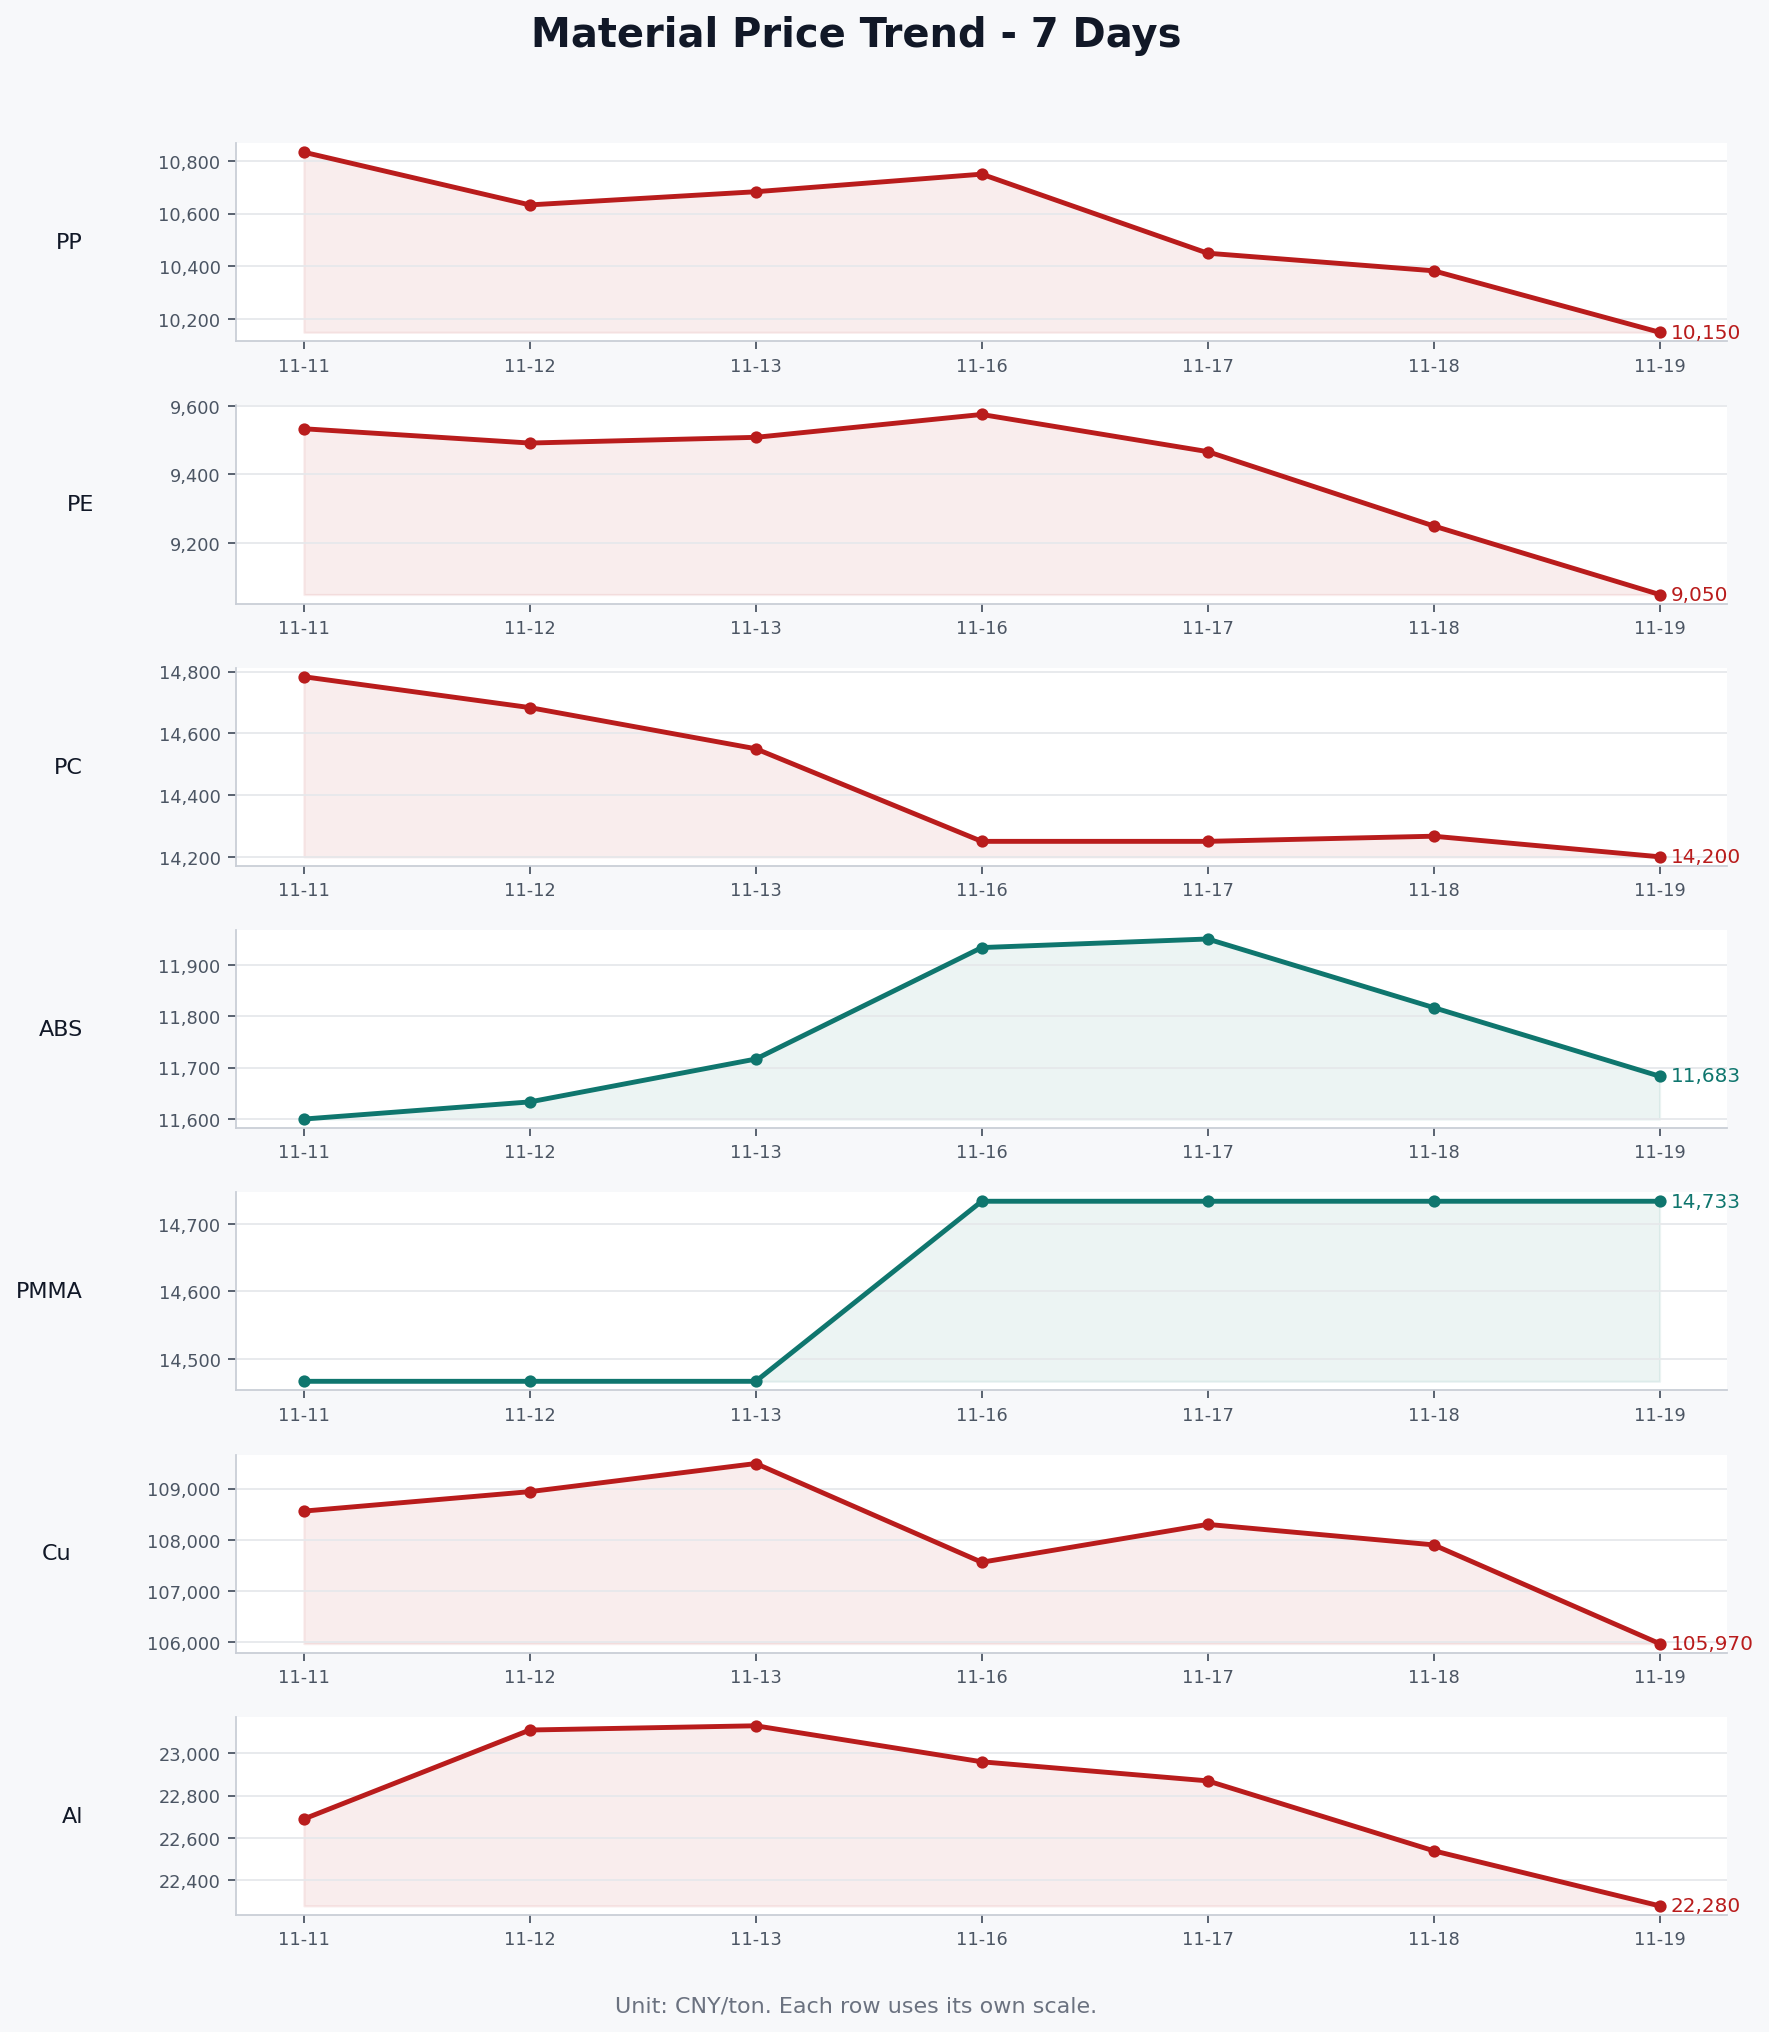 Material Price Trend - 7 Days
PP
10,800
10,600
10,400
10,200
10,150
11-11 11-12 11-13 11-16 11-17 11-18 11-19
PE
9,600
9,400
9,200
9,050
11-11 11-12 11-13 11-16 11-17 11-18 11-19
PC
14,800
14,600
14,400
14,200
14,200
11-11 11-12 11-13 11-16 11-17 11-18 11-19
ABS
11,900
11,800
11,700
11,600
11,683
11-11 11-12 11-13 11-16 11-17 11-18 11-19
PMMA
14,700
14,600
14,500
14,733
11-11 11-12 11-13 11-16 11-17 11-18 11-19
Cu
109,000
108,000
107,000
106,000
105,970
11-11 11-12 11-13 11-16 11-17 11-18 11-19
Al
23,000
22,800
22,600
22,400
22,280
11-11 11-12 11-13 11-16 11-17 11-18 11-19
Unit: CNY/ton. Each row uses its own scale.